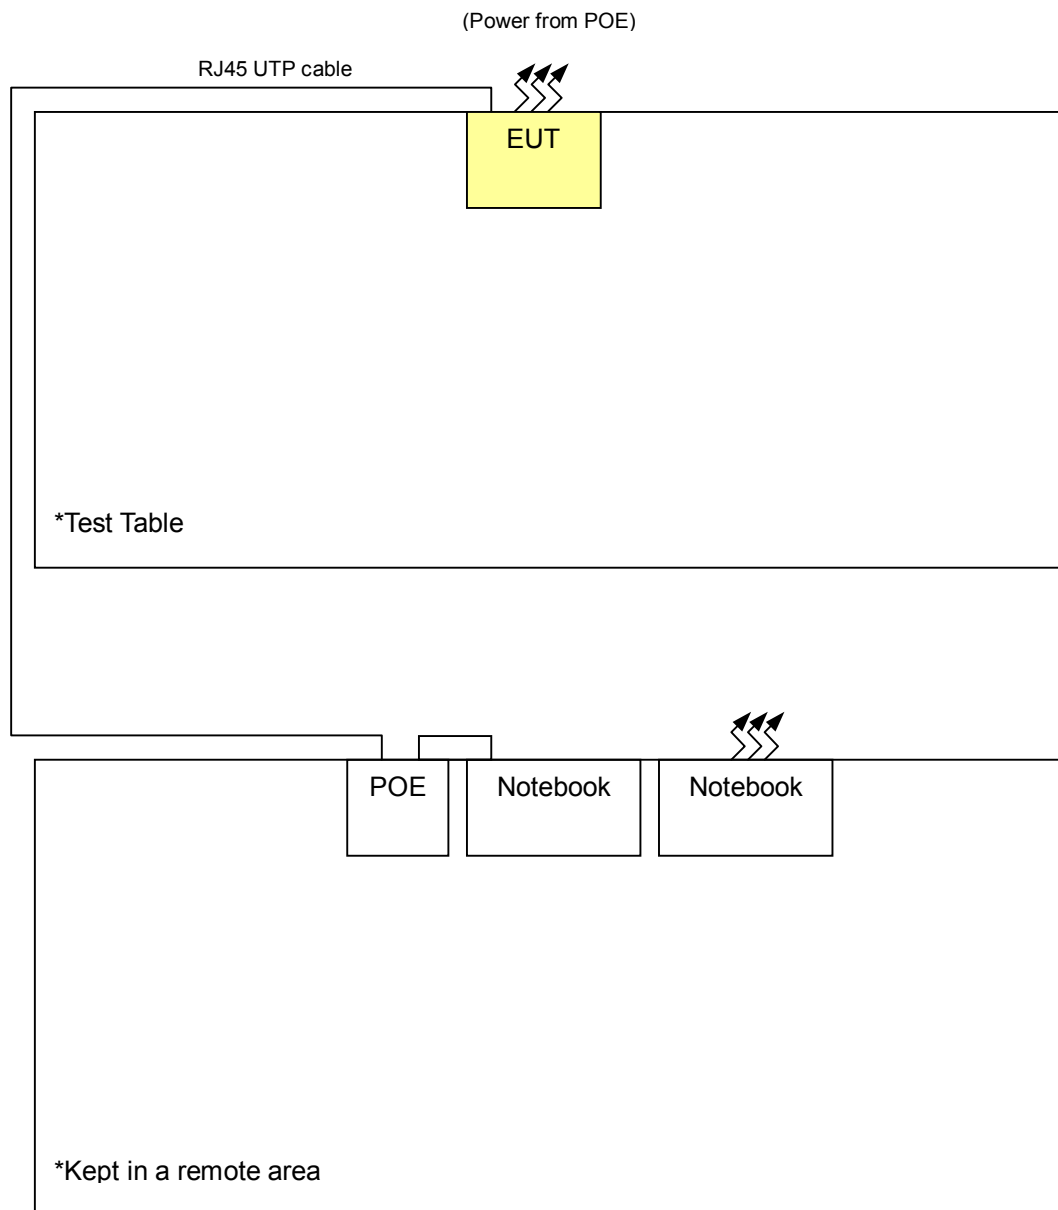 (Power from POE)
RJ45 UTP cable
EUT
*Test Table
POE
Notebook
Notebook
*Kept in a remote area